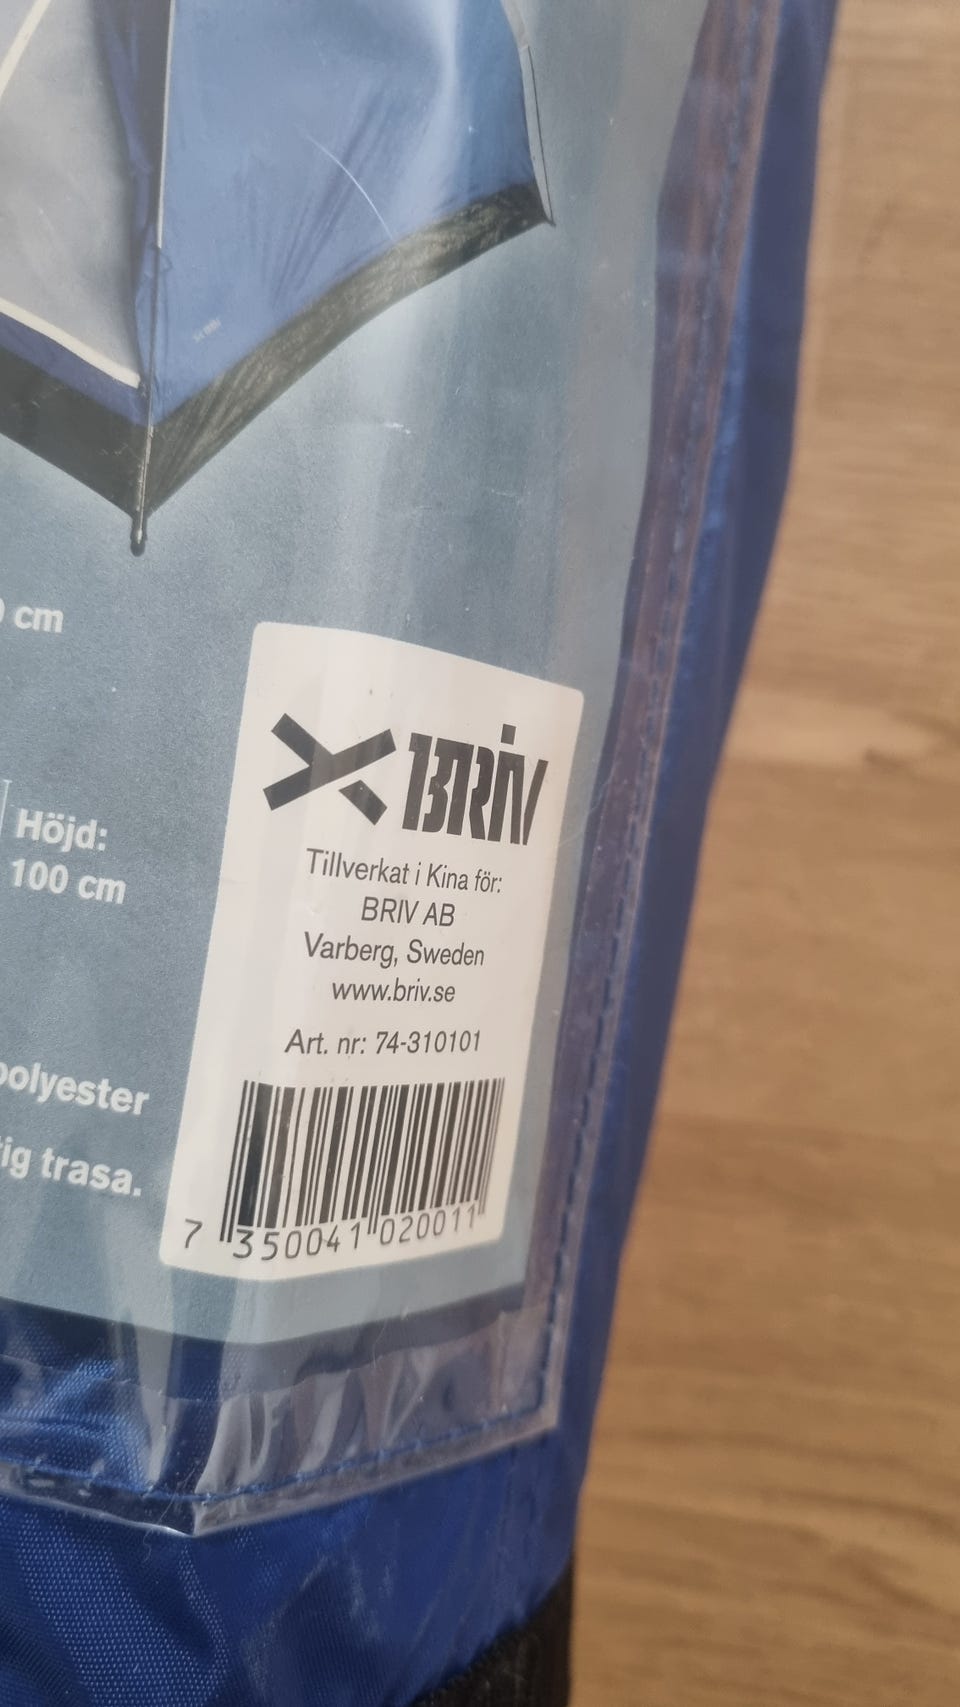 cm
Höjd:
100 cm
polyester
trasa.
BRIV
Tillverkat i Kina för:
BRIV AB
Varberg, Sweden
www.briv.se
Art. nr: 74-310101
7 350041 020011